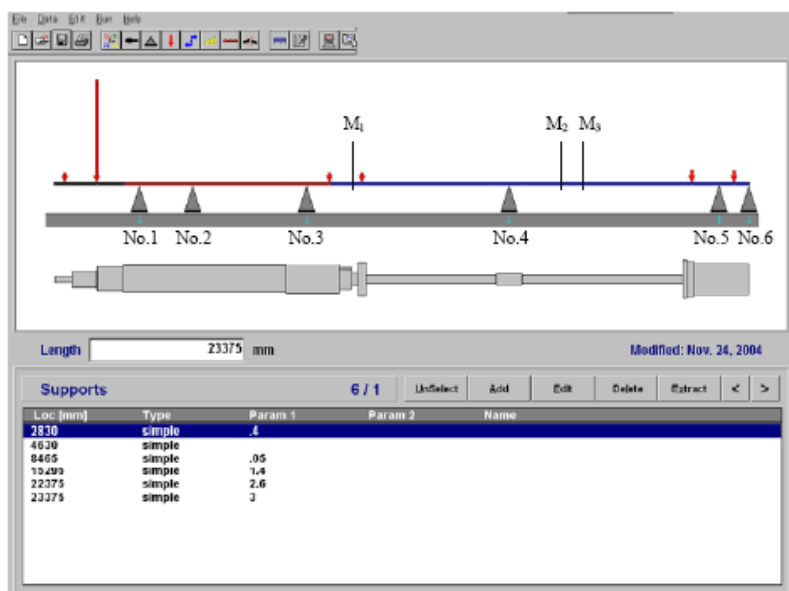 File Data Edit Run Help
M1 M2 M3
No.1 No.2 No.3 No.4 No.5 No.6
Length 23375 mm Modified: Nov. 24, 2004
Supports 6 / 1 UnSelect Add Edit Delete Extract < >
Loc [mm] Type Param 1 Param 2 Name
2830 simple .4
4630 simple
8465 simple .05
15295 simple 1.4
22375 simple 2.6
23375 simple 3